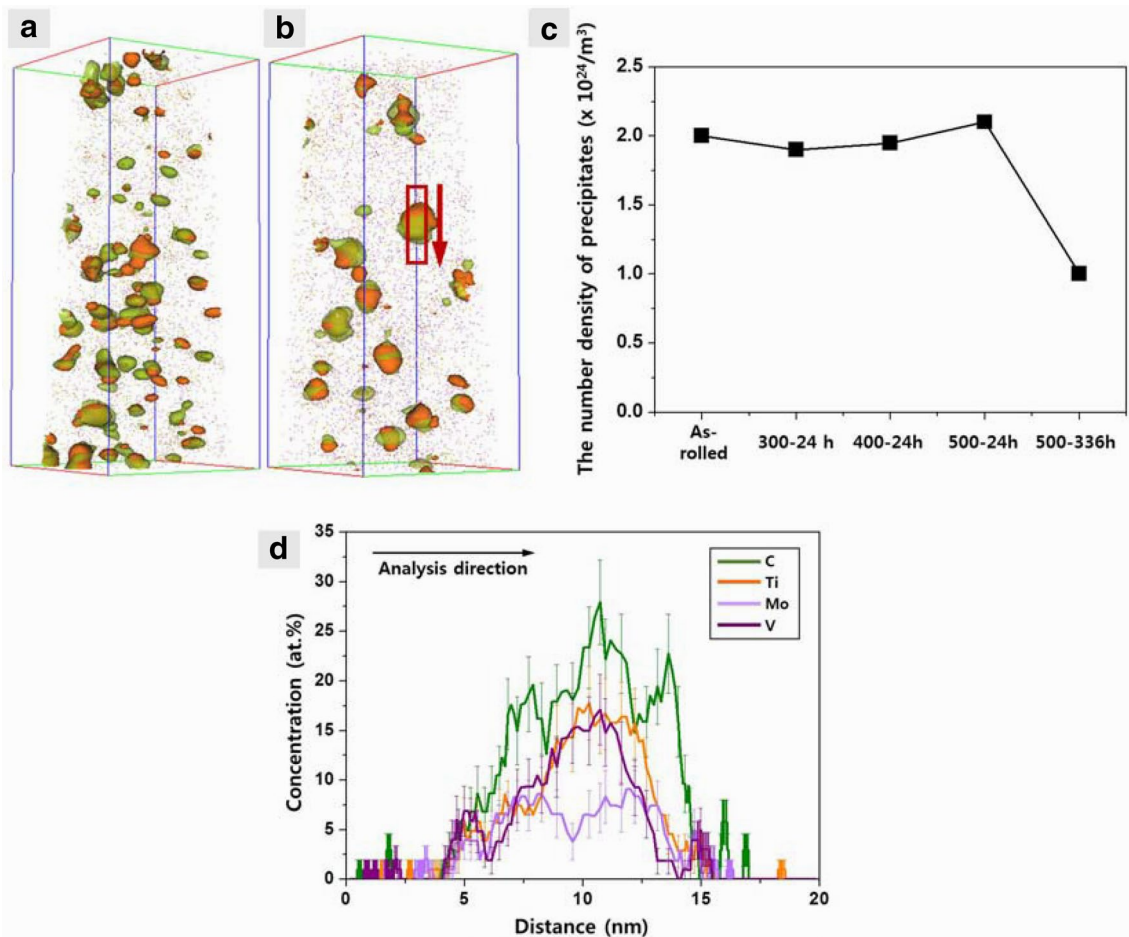 a
b
c
The number density of precipitates (x 10²⁴/m³)
2.5
2.0
1.5
1.0
0.5
0.0
As-
rolled
300-24 h
400-24h
500-24h
500-336h
d
Concentration (at.%)
35
30
25
20
15
10
5
0
Analysis direction
C
Ti
Mo
V
0
5
10
15
20
Distance (nm)